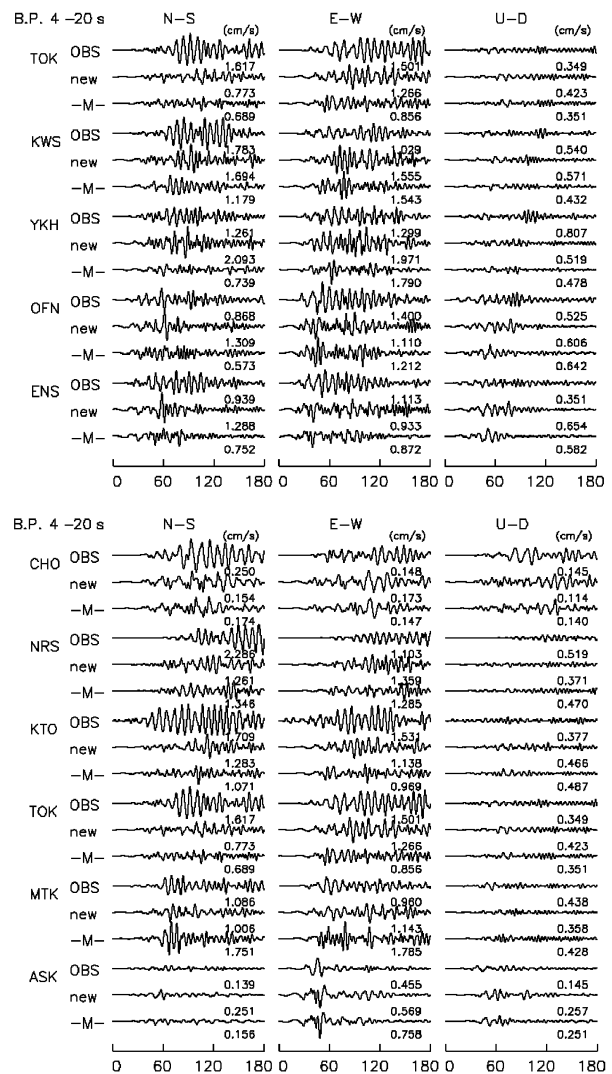 B.P. 4 -20 s N-S E-W U-D
(cm/s) (cm/s) (cm/s)
TOK OBS 1.617 1.501 0.349
new 0.773 1.266 0.423
-M- 0.689 0.856 0.351
KWS OBS 1.783 1.029 0.540
new 1.694 1.555 0.571
-M- 1.179 1.543 0.432
YKH OBS 1.261 1.299 0.807
new 2.093 1.971 0.519
-M- 0.739 1.790 0.478
OFN OBS 0.868 1.400 0.525
new 1.309 1.110 0.606
-M- 0.573 1.212 0.642
ENS OBS 0.939 1.113 0.351
new 1.288 0.933 0.654
-M- 0.752 0.872 0.582
0 60 120 180 0 60 120 180 0 60 120 180
B.P. 4 -20 s N-S E-W U-D
(cm/s) (cm/s) (cm/s)
CHO OBS 0.250 0.148 0.145
new 0.154 0.173 0.114
-M- 0.174 0.147 0.140
NRS OBS 2.286 1.103 0.519
new 1.261 1.359 0.371
-M- 1.346 1.285 0.470
KTO OBS 1.709 1.531 0.377
new 1.283 1.138 0.466
-M- 1.071 0.969 0.487
TOK OBS 1.617 1.501 0.349
new 0.773 1.266 0.423
-M- 0.689 0.856 0.351
MTK OBS 1.086 0.960 0.438
new 1.006 1.143 0.358
-M- 1.751 1.785 0.428
ASK OBS 0.139 0.455 0.145
new 0.251 0.569 0.257
-M- 0.156 0.758 0.251
0 60 120 180 0 60 120 180 0 60 120 180